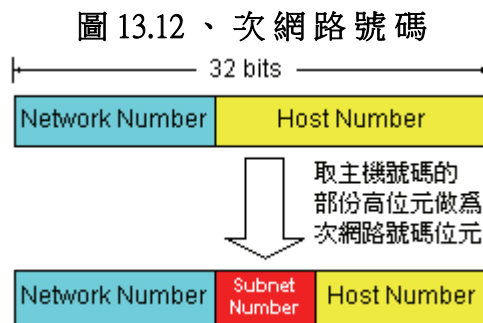 圖 13.12 、次網路號碼
32 bits
Network Number Host Number
取主機號碼的
部份高位元做為
次網路號碼位元
Network Number Subnet Number Host Number